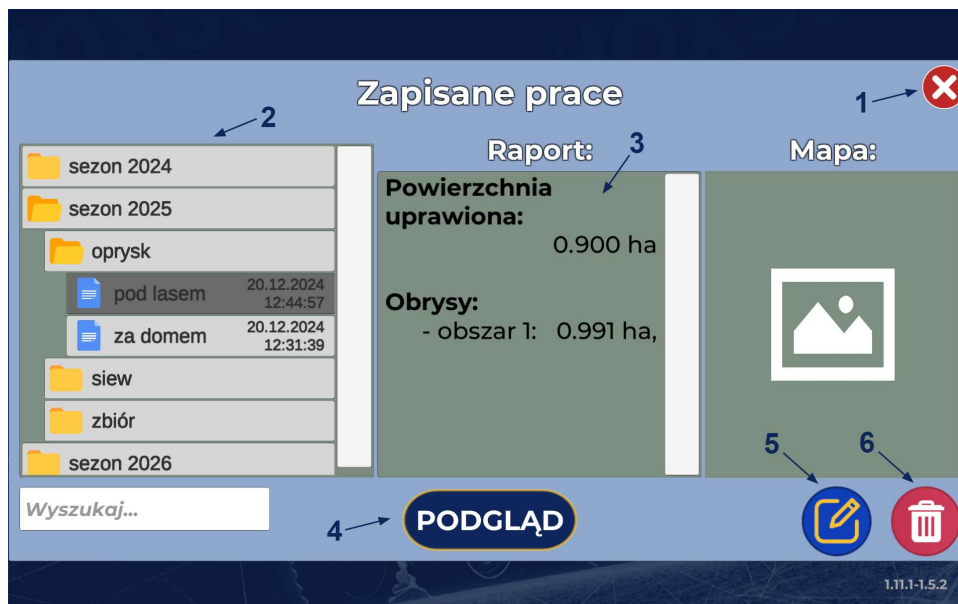 Zapisane prace
1
2
sezon 2024
sezon 2025
oprysk
pod lasem 20.12.2024 12:44:57
za domem 20.12.2024 12:31:39
siew
zbiór
sezon 2026
Wyszukaj...
Raport:
3
Powierzchnia
uprawiona:
0.900 ha
Obrysy:
- obszar 1: 0.991 ha,
Mapa:
4
PODGLĄD
5
6
1.11.1-1.5.2